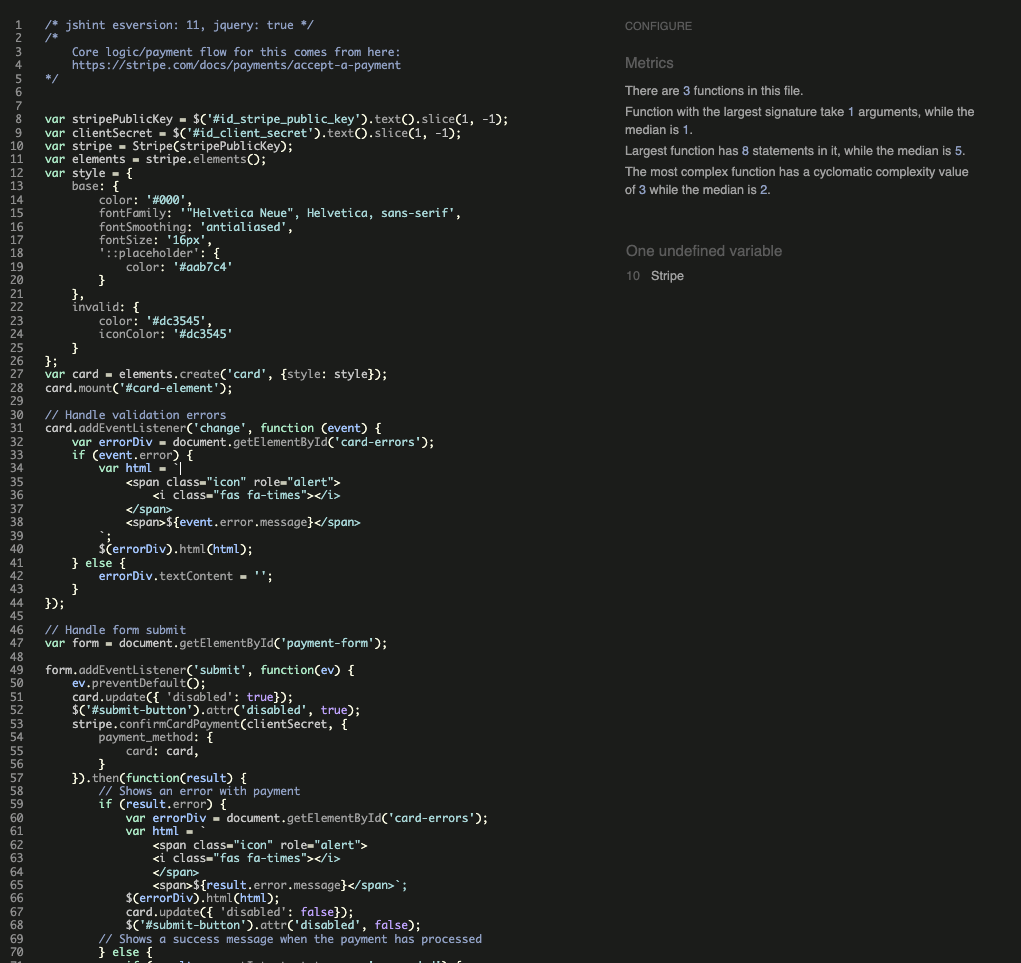 1 /* jshint esversion: 11, jquery: true */
2 /*
3 Core logic/payment flow for this comes from here:
4 https://stripe.com/docs/payments/accept-a-payment
5 */
6
7
8 var stripePublicKey = $('#id_stripe_public_key').text().slice(1, -1);
9 var clientSecret = $('#id_client_secret').text().slice(1, -1);
10 var stripe = Stripe(stripePublicKey);
11 var elements = stripe.elements();
12 var style = {
13 base: {
14 color: '#000',
15 fontFamily: '"Helvetica Neue", Helvetica, sans-serif',
16 fontSmoothing: 'antialiased',
17 fontSize: '16px',
18 '::placeholder': {
19 color: '#aab7c4'
20 }
21 },
22 invalid: {
23 color: '#dc3545',
24 iconColor: '#dc3545'
25 }
26 };
27 var card = elements.create('card', {style: style});
28 card.mount('#card-element');
29
30 // Handle validation errors
31 card.addEventListener('change', function (event) {
32 var errorDiv = document.getElementById('card-errors');
33 if (event.error) {
34 var html = `
35 <span class="icon" role="alert">
36 <i class="fas fa-times"></i>
37 </span>
38 <span>${event.error.message}</span>
39 `;
40 $(errorDiv).html(html);
41 } else {
42 errorDiv.textContent = '';
43 }
44 });
45
46 // Handle form submit
47 var form = document.getElementById('payment-form');
48
49 form.addEventListener('submit', function(ev) {
50 ev.preventDefault();
51 card.update({ 'disabled': true});
52 $('#submit-button').attr('disabled', true);
53 stripe.confirmCardPayment(clientSecret, {
54 payment_method: {
55 card: card,
56 }
57 }).then(function(result) {
58 // Shows an error with payment
59 if (result.error) {
60 var errorDiv = document.getElementById('card-errors');
61 var html = `
62 <span class="icon" role="alert">
63 <i class="fas fa-times"></i>
64 </span>
65 <span>${result.error.message}</span>`;
66 $(errorDiv).html(html);
67 card.update({ 'disabled': false});
68 $('#submit-button').attr('disabled', false);
69 // Shows a success message when the payment has processed
70 } else {
CONFIGURE
Metrics
There are 3 functions in this file.
Function with the largest signature take 1 arguments, while the
median is 1.
Largest function has 8 statements in it, while the median is 5.
The most complex function has a cyclomatic complexity value
of 3 while the median is 2.
One undefined variable
10 Stripe